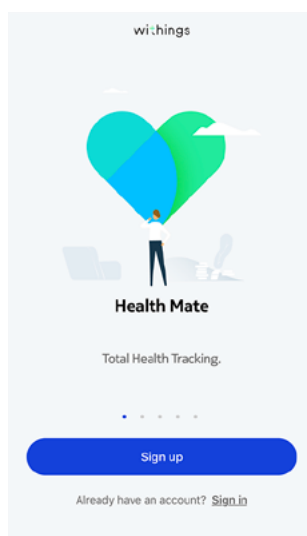 withings
Health Mate
Total Health Tracking.
Sign up
Already have an account? Sign in